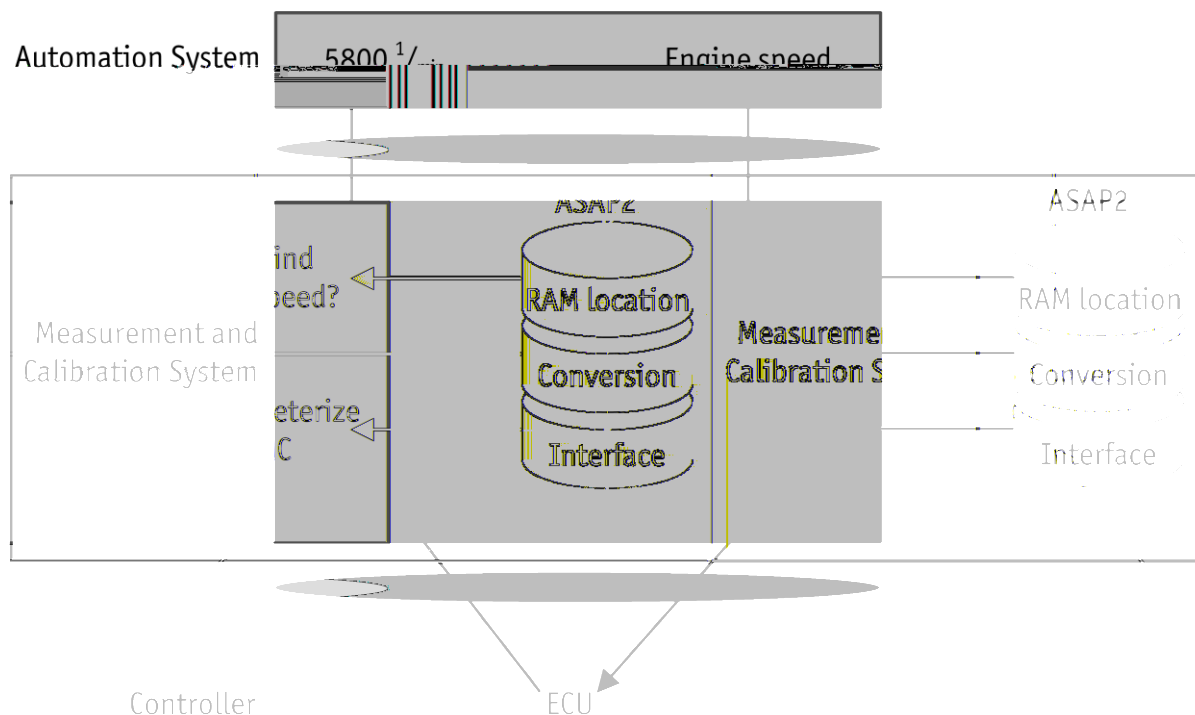 Automation System
5800 1/
Engine speed
ASAP2
ASAP2
ind
peed?
RAM location
RAM location
Measurement and
Calibration System
Measureme
Calibration S
Conversion
Conversion
eterize
C
Interface
Interface
Controller
ECU